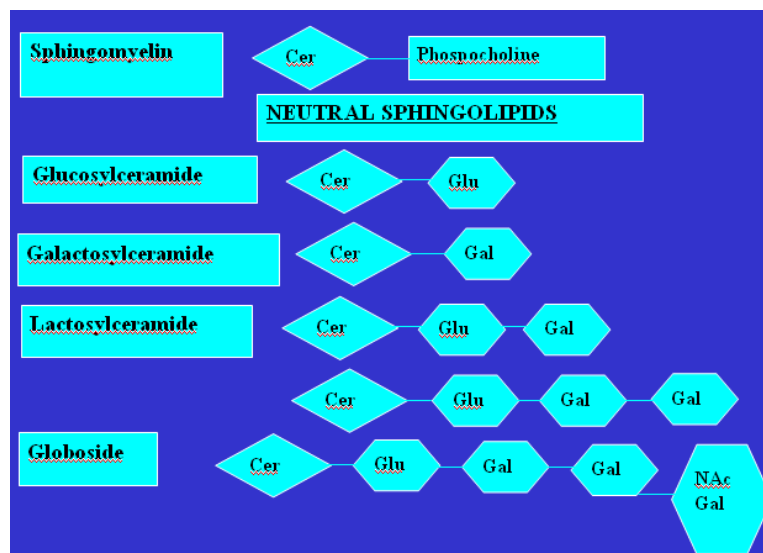 Sphingomyelin Cer Phospocholine
NEUTRAL SPHINGOLIPIDS
Glucosylceramide Cer Glu
Galactosylceramide Cer Gal
Lactosylceramide Cer Glu Gal
Cer Glu Gal Gal
Globoside Cer Glu Gal Gal NAc
Gal